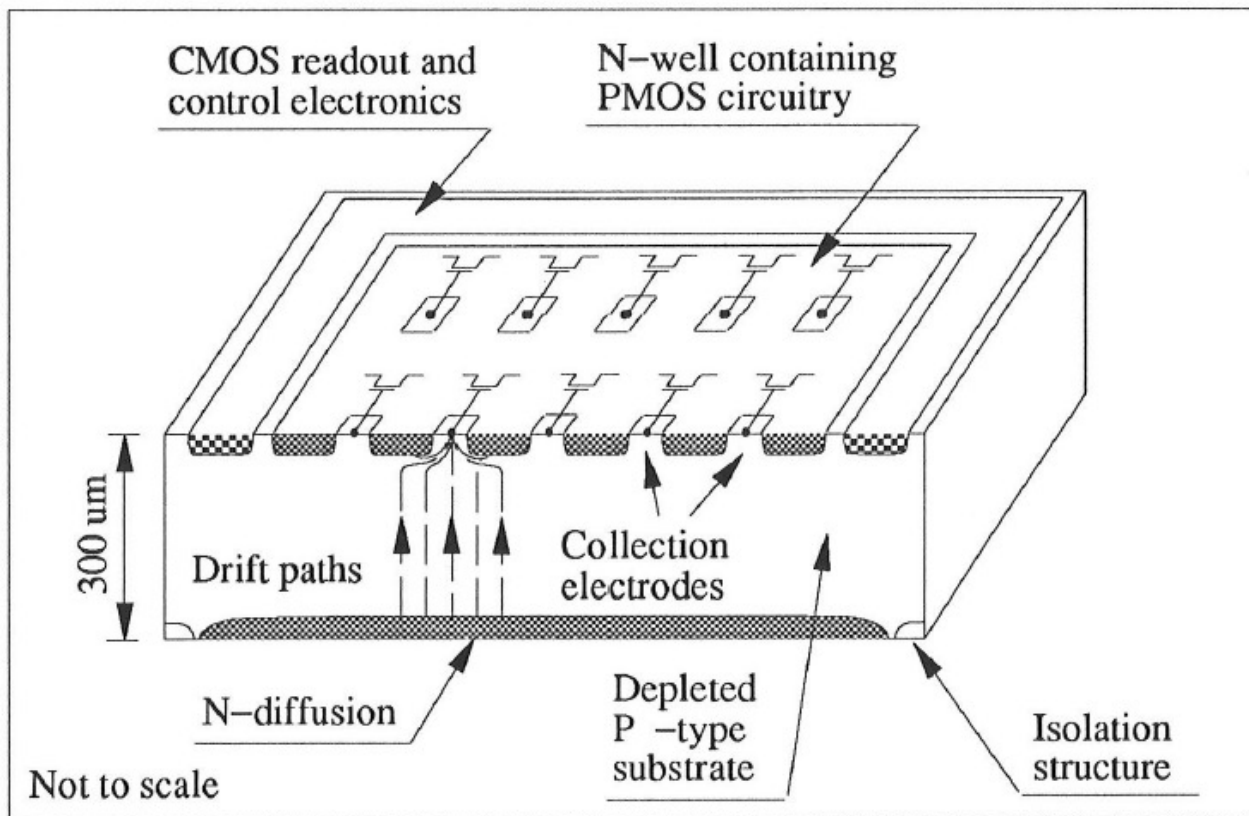 CMOS readout and
control electronics
N-well containing
PMOS circuitry
300 um
Drift paths
Collection
electrodes
N-diffusion
Depleted
P -type
substrate
Isolation
structure
Not to scale